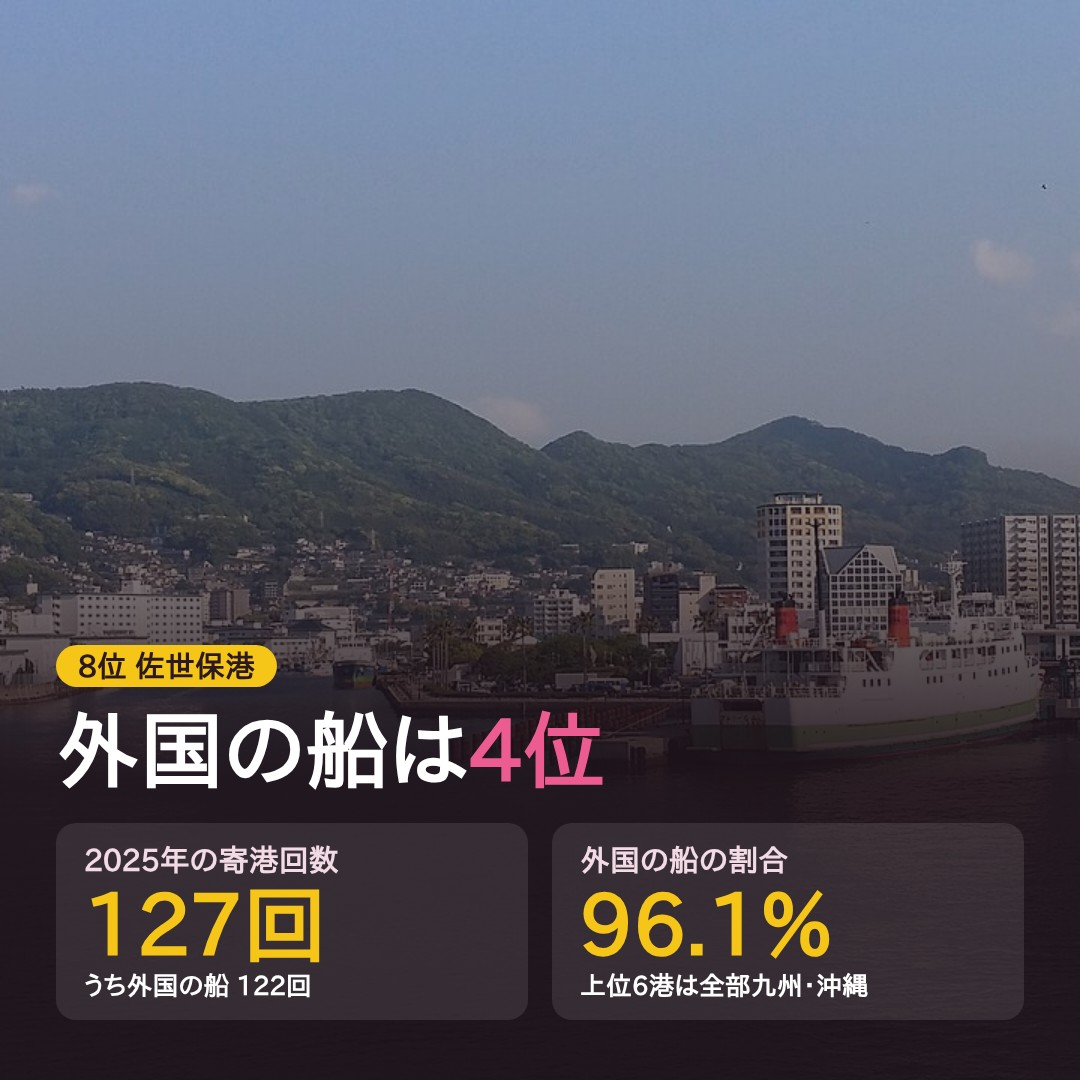 8位 佐世保港
外国の船は4位
2025年の寄港回数
127回
うち外国の船 122回
外国の船の割合
96.1%
上位6港は全部九州・沖縄